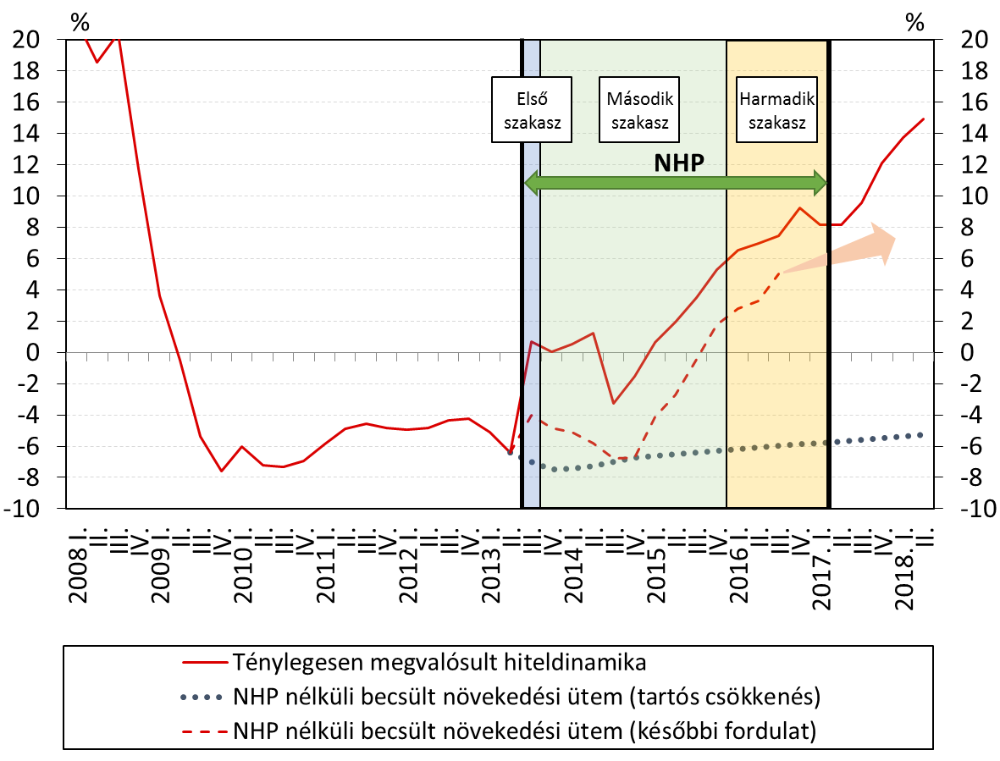 %
%
20
18
16
14
12
10
8
6
4
2
0
-2
-4
-6
-8
-10
20
18
16
14
12
10
8
6
4
2
0
-2
-4
-6
-8
-10
Első
szakasz
Második
szakasz
Harmadik
szakasz
NHP
2008 I.
II.
III.
IV.
2009 I.
II.
III.
IV.
2010 I.
II.
III.
IV.
2011 I.
II.
III.
IV.
2012 I.
II.
III.
IV.
2013 I.
II.
III.
IV.
2014 I.
II.
III.
IV.
2015 I.
II.
III.
IV.
2016 I.
II.
III.
IV.
2017. I.
II.
III.
IV.
2018. I.
II.
Ténylegesen megvalósult hiteldinamika
NHP nélküli becsült növekedési ütem (tartós csökkenés)
NHP nélküli becsült növekedési ütem (későbbi fordulat)